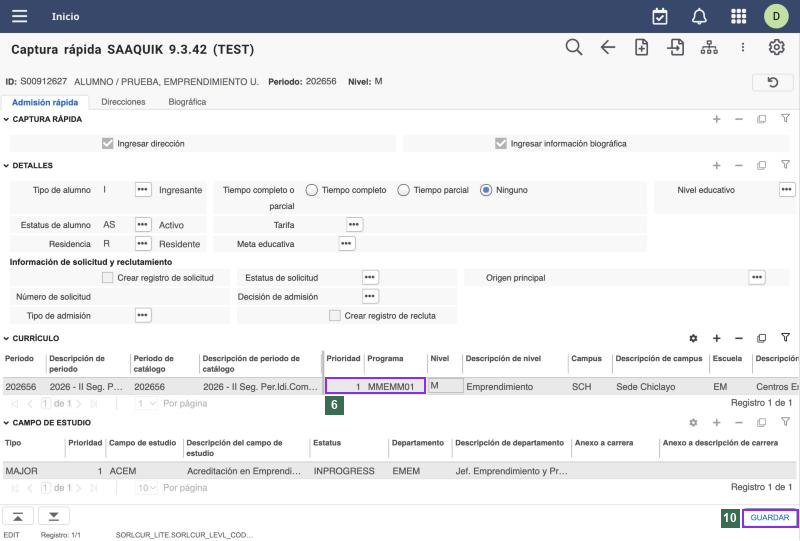 Inicio
D
Captura rápida SAAQUIK 9.3.42 (TEST)
ID: S00912627 ALUMNO / PRUEBA, EMPRENDIMIENTO U. Periodo: 202656 Nivel: M
Admisión rápida Direcciones Biográfica
CAPTURA RÁPIDA
Ingresar dirección Ingresar información biográfica
DETALLES
Tipo de alumno I ... Ingresante Tiempo completo o parcial Tiempo completo Tiempo parcial Ninguno Nivel educativo ...
Estatus de alumno AS ... Activo Tarifa ...
Residencia R ... Residente Meta educativa ...
Información de solicitud y reclutamiento
Crear registro de solicitud Estatus de solicitud ... Origen principal ...
Número de solicitud Decisión de admisión ...
Tipo de admisión ... Crear registro de recluta
CURRÍCULO
Periodo Descripción de periodo Periodo de catálogo Descripción de periodo de catálogo Prioridad Programa Nivel Descripción de nivel Campus Descripción de campus Escuela Descripción
202656 2026 - II Seg. P... 202656 2026 - II Seg. Per.Idi.Com... 1 MMEMM01 M Emprendimiento SCH Sede Chiclayo EM Centros E
1 de 1 1 Por página 6 Registro 1 de 1
CAMPO DE ESTUDIO
Tipo Prioridad Campo de estudio Descripción del campo de estudio Estatus Departamento Descripción de departamento Anexo a carrera Anexo a descripción de carrera
MAJOR 1 ACEM Acreditación en Emprendi... INPROGRESS EMEM Jef. Emprendimiento y Pr...
1 de 1 10 Por página Registro 1 de 1
10 GUARDAR
EDIT Registro: 1/1 SORLCUR_LITE.SORLCUR_LEVL_COD...